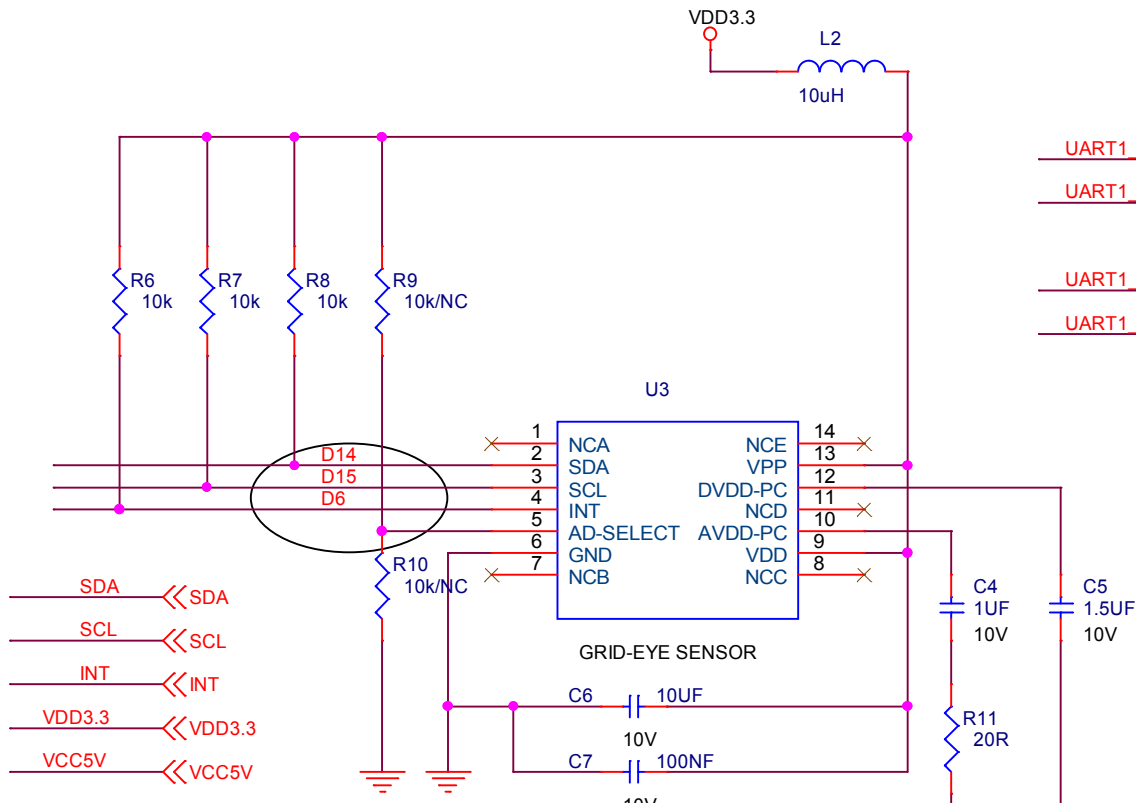 VDD3.3
L2
10uH
UART1_
UART1_
UART1_
UART1_
R6
10k
R7
10k
R8
10k
R9
10k/NC
U3
D14
D15
D6
1 NCA
2 SDA
3 SCL
4 INT
5 AD-SELECT
6 GND
7 NCB
NCE 14
VPP 13
DVDD-PC 12
NCD 11
AVDD-PC 10
VDD 9
NCC 8
R10
10k/NC
GRID-EYE SENSOR
SDA SDA
SCL SCL
INT INT
VDD3.3 VDD3.3
VCC5V VCC5V
C4
1UF
10V
C5
1.5UF
10V
C6 10UF
10V
C7 100NF
10V
R11
20R